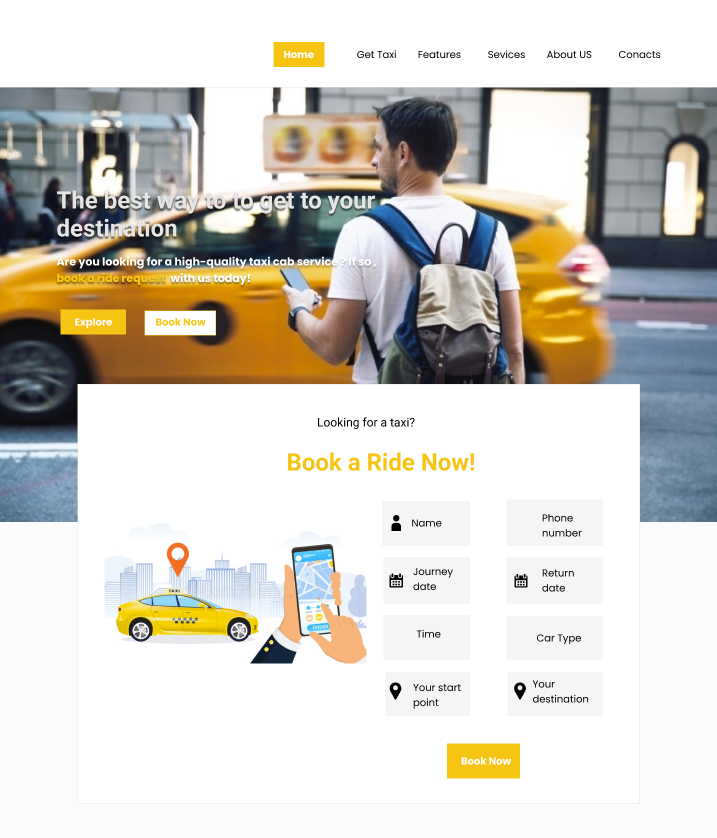 Home Get Taxi Features Sevices About US Conacts
The best way to to get to your
destination
Are you looking for a high-quality taxi cab service? If so ,
book a ride request with us today!
Explore Book Now
Looking for a taxi?
Book a Ride Now!
Name
Phone
number
Journey
date
Return
date
Time
Car Type
Your start
point
Your
destination
TAXI
Book Now